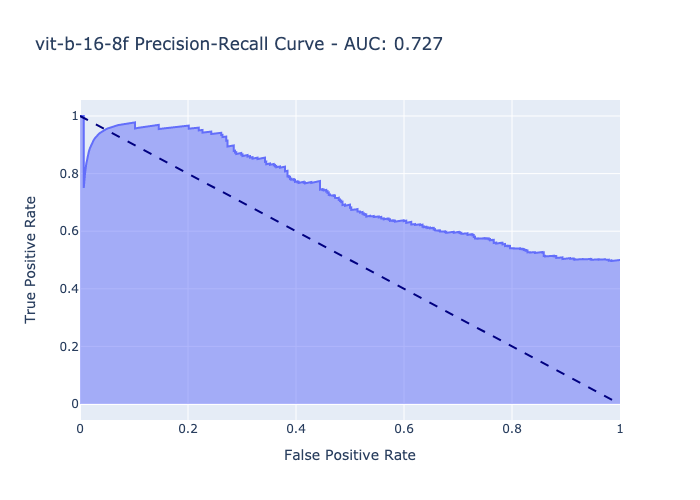 vit-b-16-8f Precision-Recall Curve - AUC: 0.727
True Positive Rate
1
0.8
0.6
0.4
0.2
0
0 0.2 0.4 0.6 0.8 1
False Positive Rate